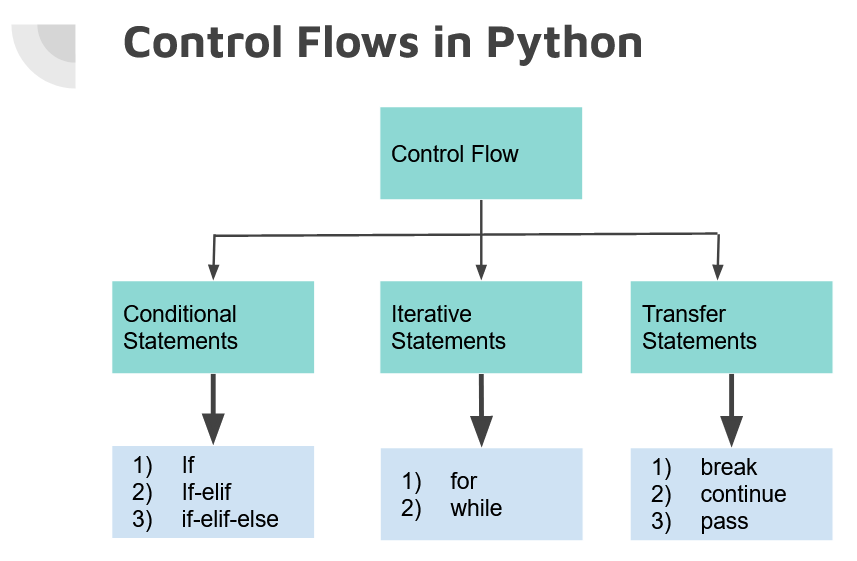 Control Flows in Python
Control Flow
Conditional
Statements
Iterative
Statements
Transfer
Statements
1) If
2) If-elif
3) if-elif-else
1) for
2) while
1) break
2) continue
3) pass